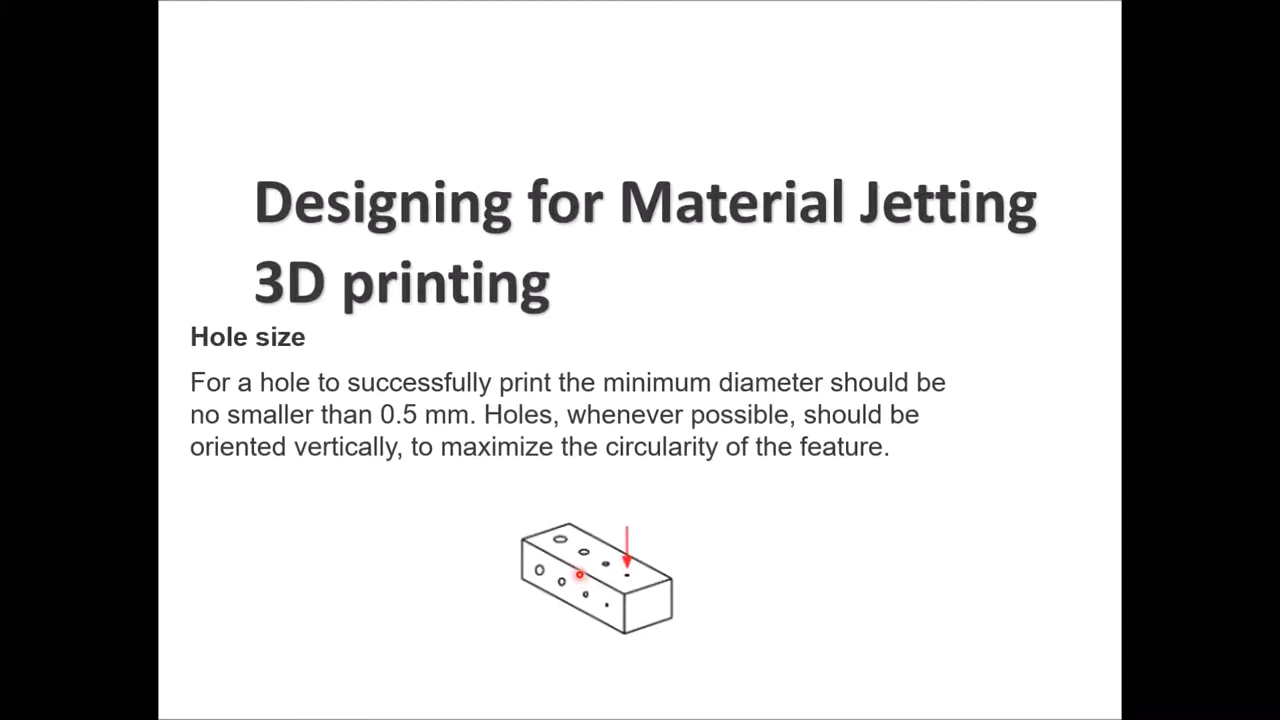 Designing for Material Jetting
3D printing
Hole size
For a hole to successfully print the minimum diameter should be
no smaller than 0.5 mm. Holes, whenever possible, should be
oriented vertically, to maximize the circularity of the feature.